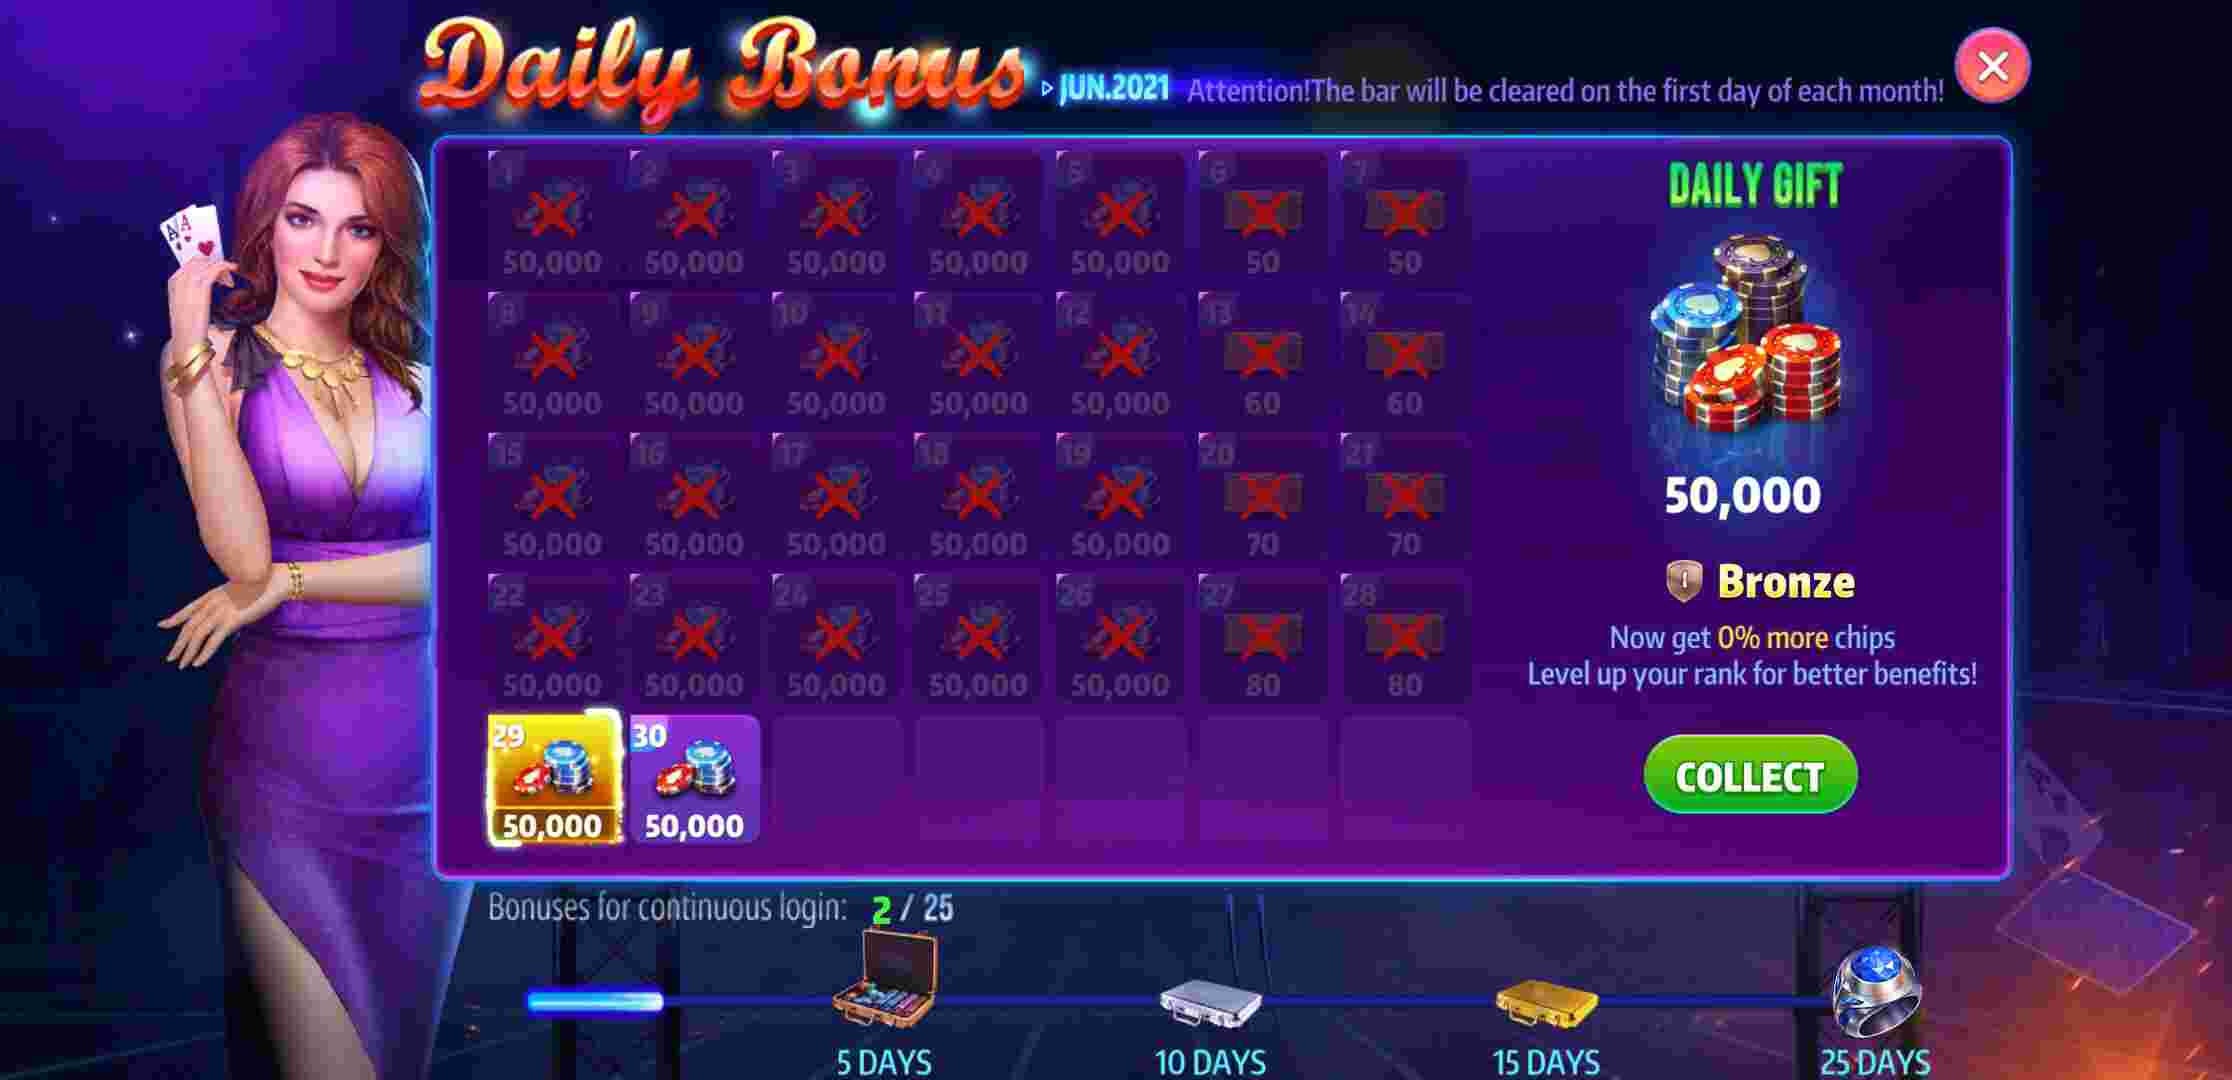 Daily Bonus
JUN.2021
Attention!The bar will be cleared on the first day of each month!
1 2 3 4 5 6 7
50,000 50,000 50,000 50,000 50,000 50 50
8 9 10 11 12 13 14
50,000 50,000 50,000 50,000 50,000 60 60
15 16 17 18 19 20 21
50,000 50,000 50,000 50,000 50,000 70 70
22 23 24 25 26 27 28
50,000 50,000 50,000 50,000 50,000 80 80
29 30
50,000 50,000
DAILY GIFT
50,000
Bronze
Now get 0% more chips
Level up your rank for better benefits!
COLLECT
Bonuses for continuous login: 2 / 25
5 DAYS 10 DAYS 15 DAYS 25 DAYS
A A